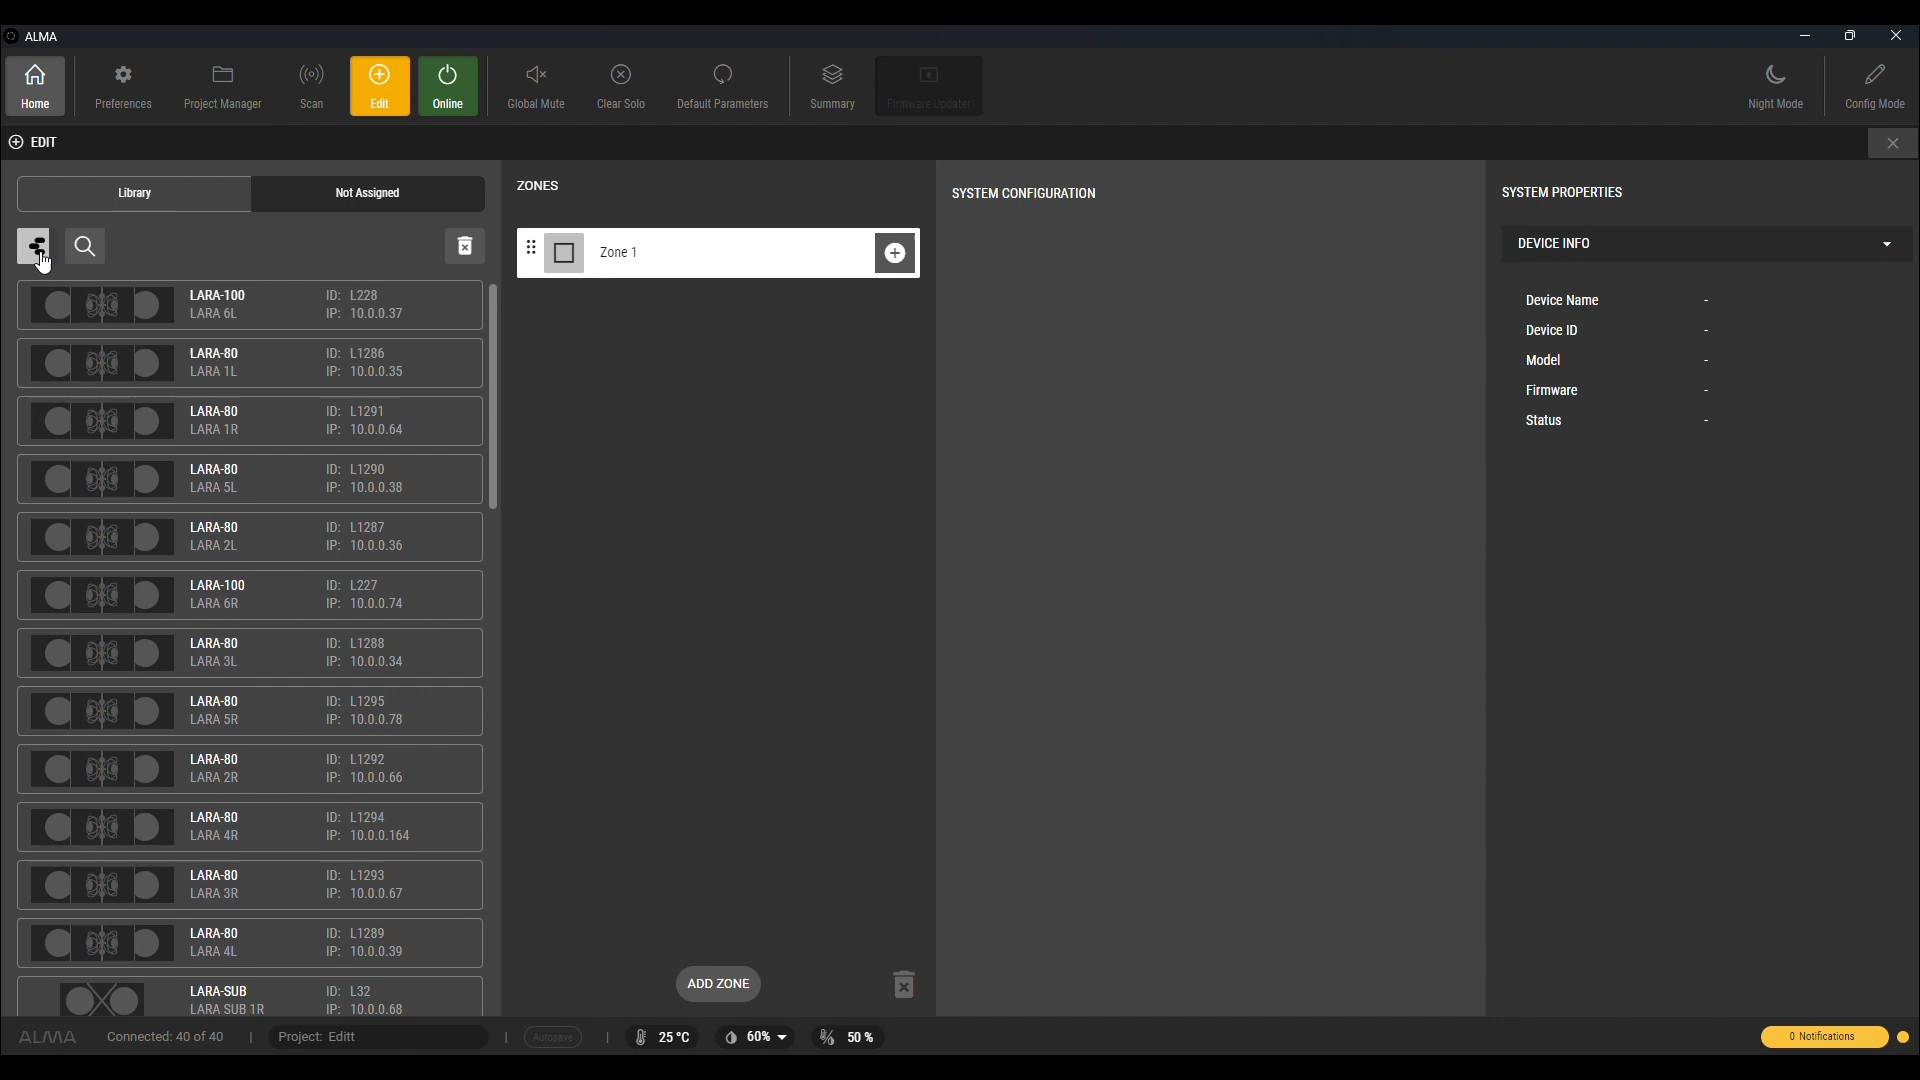 ALMA
Home
Preferences
Project Manager
Scan
Edit
Online
Global Mute
Clear Solo
Default Parameters
Summary
Firmware Updater
Night Mode
Config Mode
EDIT
Library
Not Assigned
LARA-100 ID: L228
LARA 6L IP: 10.0.0.37
LARA-80 ID: L1286
LARA 1L IP: 10.0.0.35
LARA-80 ID: L1291
LARA 1R IP: 10.0.0.64
LARA-80 ID: L1290
LARA 5L IP: 10.0.0.38
LARA-80 ID: L1287
LARA 2L IP: 10.0.0.36
LARA-100 ID: L227
LARA 6R IP: 10.0.0.74
LARA-80 ID: L1288
LARA 3L IP: 10.0.0.34
LARA-80 ID: L1295
LARA 5R IP: 10.0.0.78
LARA-80 ID: L1292
LARA 2R IP: 10.0.0.66
LARA-80 ID: L1294
LARA 4R IP: 10.0.0.164
LARA-80 ID: L1293
LARA 3R IP: 10.0.0.67
LARA-80 ID: L1289
LARA 4L IP: 10.0.0.39
LARA-SUB ID: L32
LARA SUB 1R IP: 10.0.0.68
ZONES
Zone 1
ADD ZONE
SYSTEM CONFIGURATION
SYSTEM PROPERTIES
DEVICE INFO
Device Name -
Device ID -
Model -
Firmware -
Status -
ALMA
Connected: 40 of 40
|
Project: Editt
|
Autosave
|
25 °C
60%
50 %
0 Notifications